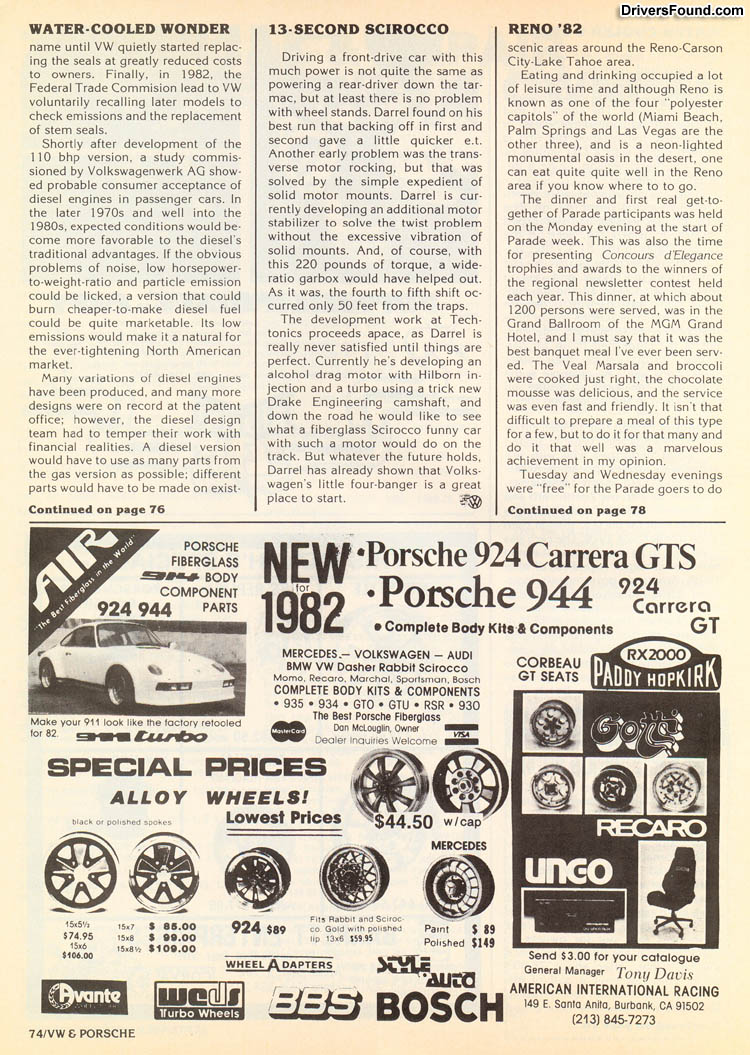 DriversFound.com
WATER-COOLED WONDER
name until VW quietly started replac-
ing the seals at greatly reduced costs
to owners. Finally, in 1982, the
Federal Trade Commision lead to VW
voluntarily recalling later models to
check emissions and the replacement
of stem seals.
Shortly after development of the
110 bhp version, a study commis-
sioned by Volkswagenwerk AG show-
ed probable consumer acceptance of
diesel engines in passenger cars. In
the later 1970s and well into the
1980s, expected conditions would be-
come more favorable to the diesel's
traditional advantages. If the obvious
problems of noise, low horsepower-
to-weight-ratio and particle emission
could be licked, a version that could
burn cheaper-to-make diesel fuel
could be quite marketable. Its low
emissions would make it a natural for
the ever-tightening North American
market.
Many variations of diesel engines
have been produced, and many more
designs were on record at the patent
office; however, the diesel design
team had to temper their work with
financial realities. A diesel version
would have to use as many parts from
the gas version as possible; different
parts would have to be made on exist-
Continued on page 76
13-SECOND SCIROCCO
Driving a front-drive car with this
much power is not quite the same as
powering a rear-driver down the tar-
mac, but at least there is no problem
with wheel stands. Darrel found on his
best run that backing off in first and
second gave a little quicker e.t.
Another early problem was the trans-
verse motor rocking, but that was
solved by the simple expedient of
solid motor mounts. Darrel is cur-
rently developing an additional motor
stabilizer to solve the twist problem
without the excessive vibration of
solid mounts. And, of course, with
this 220 pounds of torque, a wide-
ratio garbox would have helped out.
As it was, the fourth to fifth shift oc-
curred only 50 feet from the traps.
The development work at Tech-
tonics proceeds apace, as Darrel is
really never satisfied until things are
perfect. Currently he's developing an
alcohol drag motor with Hilborn in-
jection and a turbo using a trick new
Drake Engineering camshaft, and
down the road he would like to see
what a fiberglass Scirocco funny car
with such a motor would do on the
track. But whatever the future holds,
Darrel has already shown that Volks-
wagen's little four-banger is a great
place to start.
RENO '82
scenic areas around the Reno-Carson
City-Lake Tahoe area.
Eating and drinking occupied a lot
of leisure time and although Reno is
known as one of the four "polyester
capitols" of the world (Miami Beach,
Palm Springs and Las Vegas are the
other three), and is a neon-lighted
monumental oasis in the desert, one
can eat quite quite well in the Reno
area if you know where to to go.
The dinner and first real get-to-
gether of Parade participants was held
on the Monday evening at the start of
Parade week. This was also the time
for presenting Concours d'Elegance
trophies and awards to the winners of
the regional newsletter contest held
each year. This dinner, at which about
1200 persons were served, was in the
Grand Ballroom of the MGM Grand
Hotel, and I must say that it was the
best banquet meal I've ever been serv-
ed. The Veal Marsala and broccoli
were cooked just right, the chocolate
mousse was delicious, and the service
was even fast and friendly. It isn't that
difficult to prepare a meal of this type
for a few, but to do it for that many and
do it that well was a marvelous
achievement in my opinion.
Tuesday and Wednesday evenings
were "free" for the Parade goers to do
Continued on page 78
AIR
"The Best Fiberglass in the World"
PORSCHE
FIBERGLASS
914 BODY
COMPONENT
924 944 PARTS
Make your 911 look like the factory retooled
for 82. 911 turbo
NEW
for
1982
•Porsche 924 Carrera GTS
•Porsche 944
924
Carrera
GT
• Complete Body Kits & Components
MERCEDES.– VOLKSWAGEN – AUDI
BMW VW Dasher Rabbit Scirocco
Momo, Recaro, Marchal, Sportsman, Bosch
COMPLETE BODY KITS & COMPONENTS
• 935 • 934 • GTO • GTU • RSR • 930
The Best Porsche Fiberglass
Dan McLouglin, Owner
Dealer Inquiries Welcome
MasterCard
VISA
CORBEAU
GT SEATS
RX2000
PADDY HOPKIRK
Gotti
RECARO
UNGO
SPECIAL PRICES
ALLOY WHEELS!
Lowest Prices
$44.50 w/cap
black or polished spokes
15x5½
$74.95
15x6
$106.00
15x7 $ 85.00
15x8 $ 99.00
15x8½ $109.00
924 $89
Fits Rabbit and Sciroc-
co. Gold with polished
lip. 13x6 $59.95
MERCEDES
Paint $ 89
Polished $149
WHEEL ADAPTERS
STYLE AUTO
Avante
weds
Turbo Wheels
BBS
BOSCH
Send $3.00 for your catalogue
General Manager Tony Davis
AMERICAN INTERNATIONAL RACING
149 E. Santa Anita, Burbank, CA 91502
(213) 845-7273
74/VW & PORSCHE